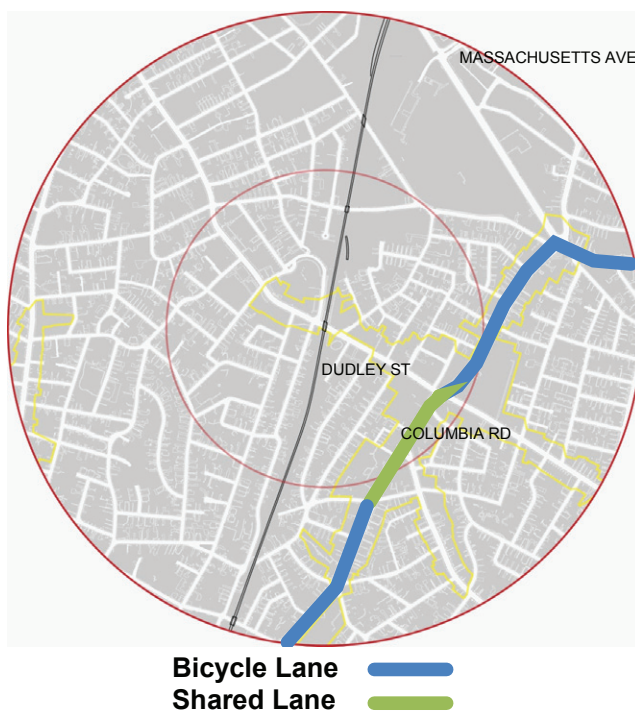 MASSACHUSETTS AVE
DUDLEY ST
COLUMBIA RD
Bicycle Lane
Shared Lane